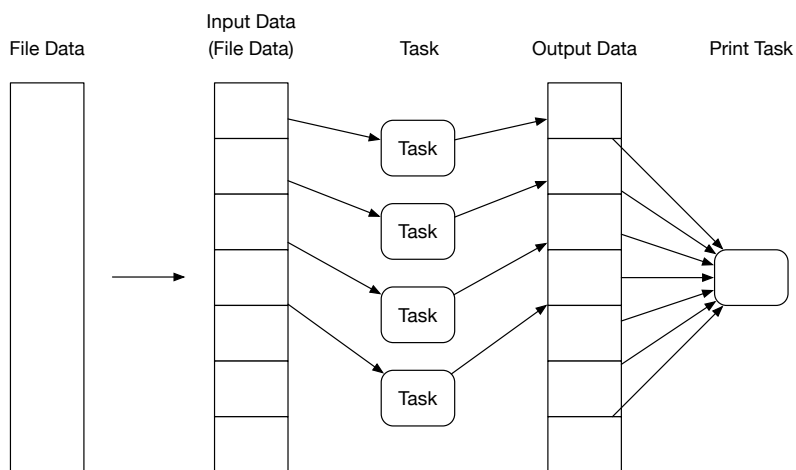 File Data
Input Data
(File Data)
Task
Output Data
Print Task
Task
Task
Task
Task